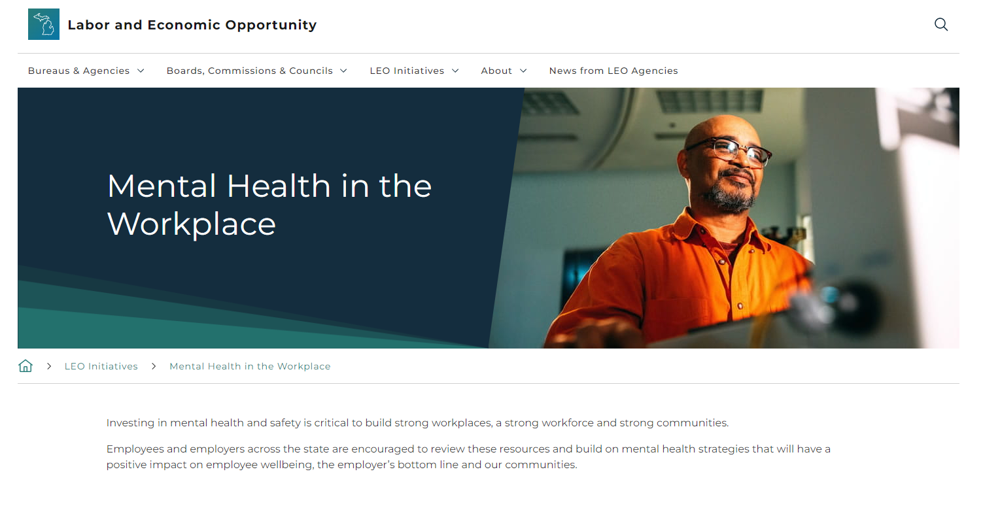 Labor and Economic Opportunity
Bureaus & Agencies
Boards, Commissions & Councils
LEO Initiatives
About
News from LEO Agencies
Mental Health in the
Workplace
LEO Initiatives
Mental Health in the Workplace
Investing in mental health and safety is critical to build strong workplaces, a strong workforce and strong communities.
Employees and employers across the state are encouraged to review these resources and build on mental health strategies that will have a
positive impact on employee wellbeing, the employer’s bottom line and our communities.